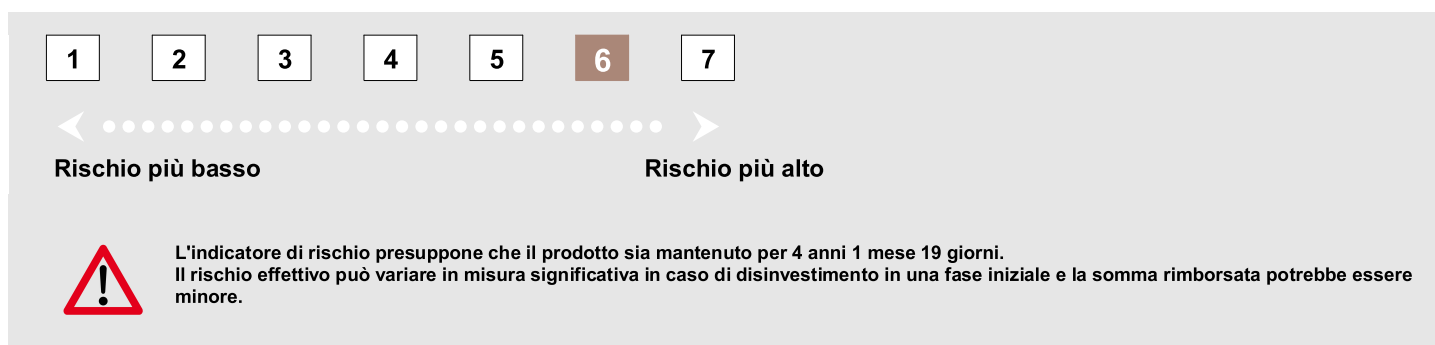 1 2 3 4 5 6 7
Rischio più basso Rischio più alto
L'indicatore di rischio presuppone che il prodotto sia mantenuto per 4 anni 1 mese 19 giorni.
Il rischio effettivo può variare in misura significativa in caso di disinvestimento in una fase iniziale e la somma rimborsata potrebbe essere
minore.